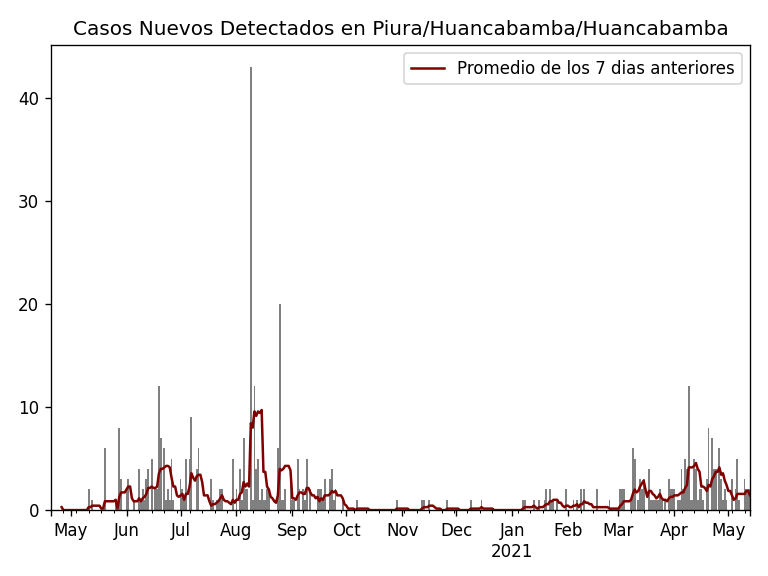 Casos Nuevos Detectados en Piura/Huancabamba/Huancabamba
Promedio de los 7 dias anteriores
40
30
20
10
0
May Jun Jul Aug Sep Oct Nov Dec Jan Feb Mar Apr May
2021